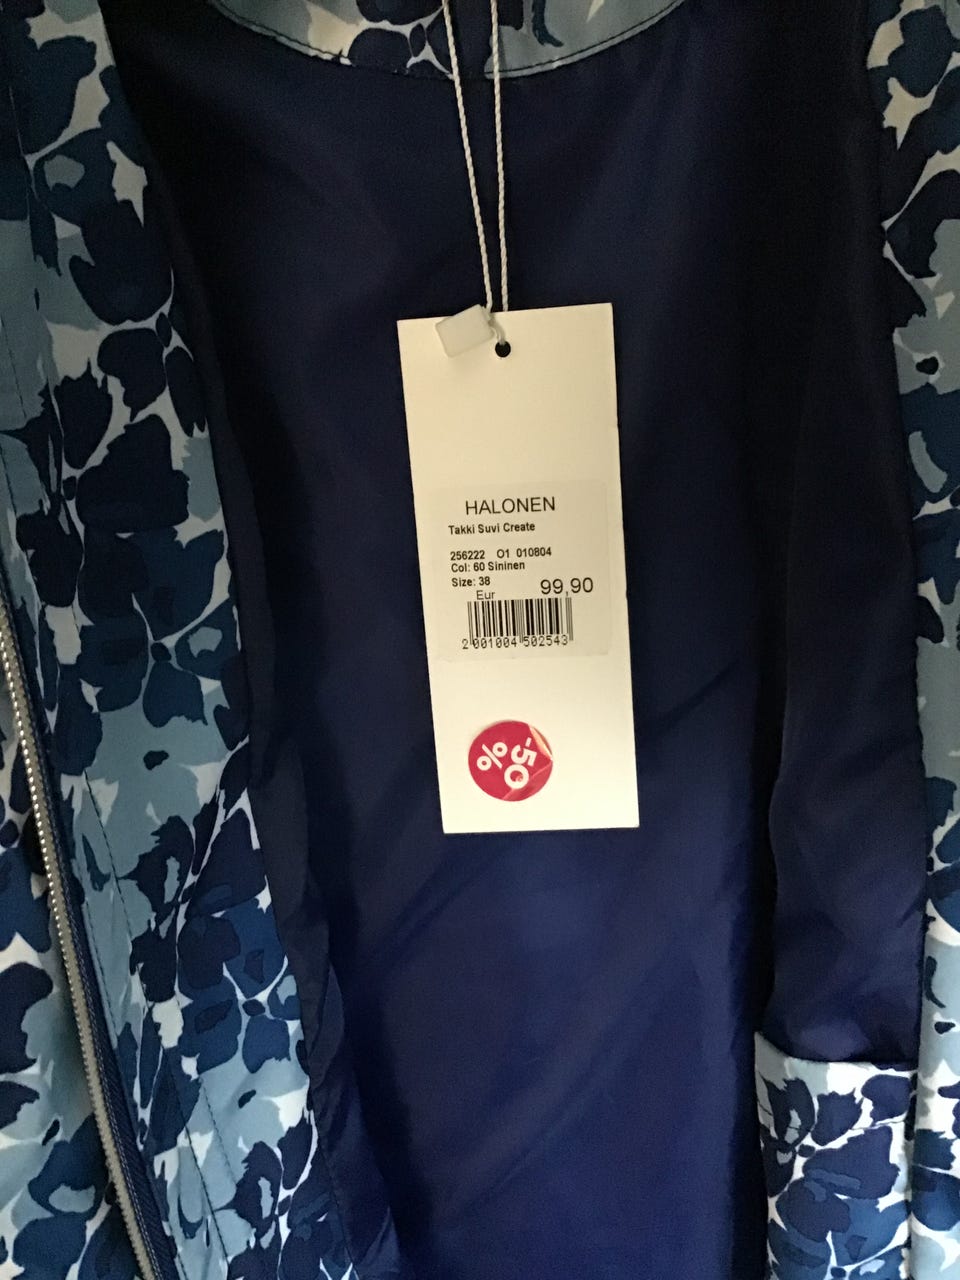 HALONEN
Takki Suvi Create
256222 O1 010804
Col: 60 Sininen
Size: 38
Eur 99,90
2 001004 502543
-50
%